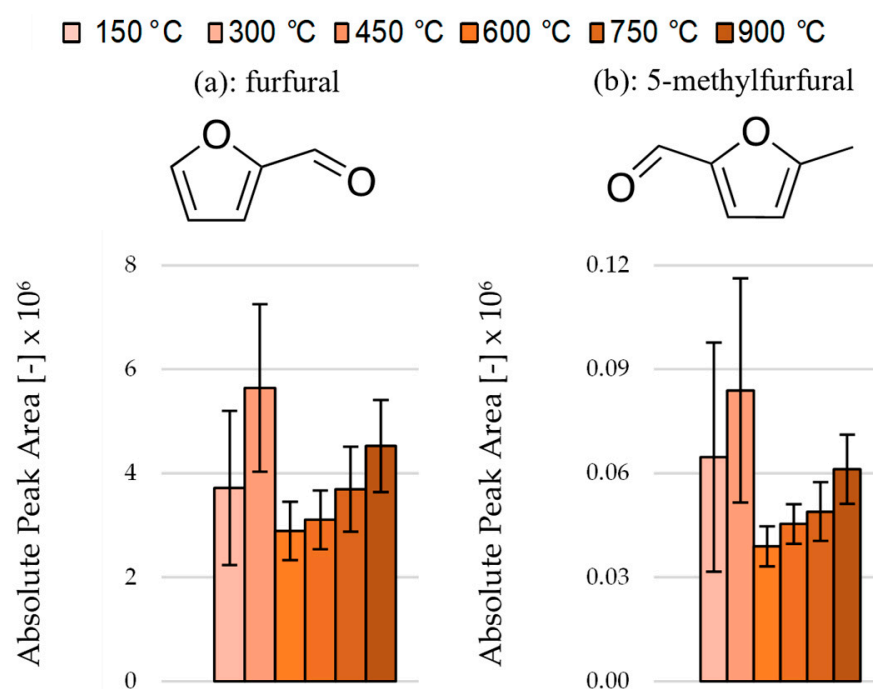 150 °C 300 °C 450 °C 600 °C 750 °C 900 °C
(a): furfural (b): 5-methylfurfural
O O
O O
Absolute Peak Area [-] x 10⁶
8
6
4
2
0
Absolute Peak Area [-] x 10⁶
0.12
0.09
0.06
0.03
0.00